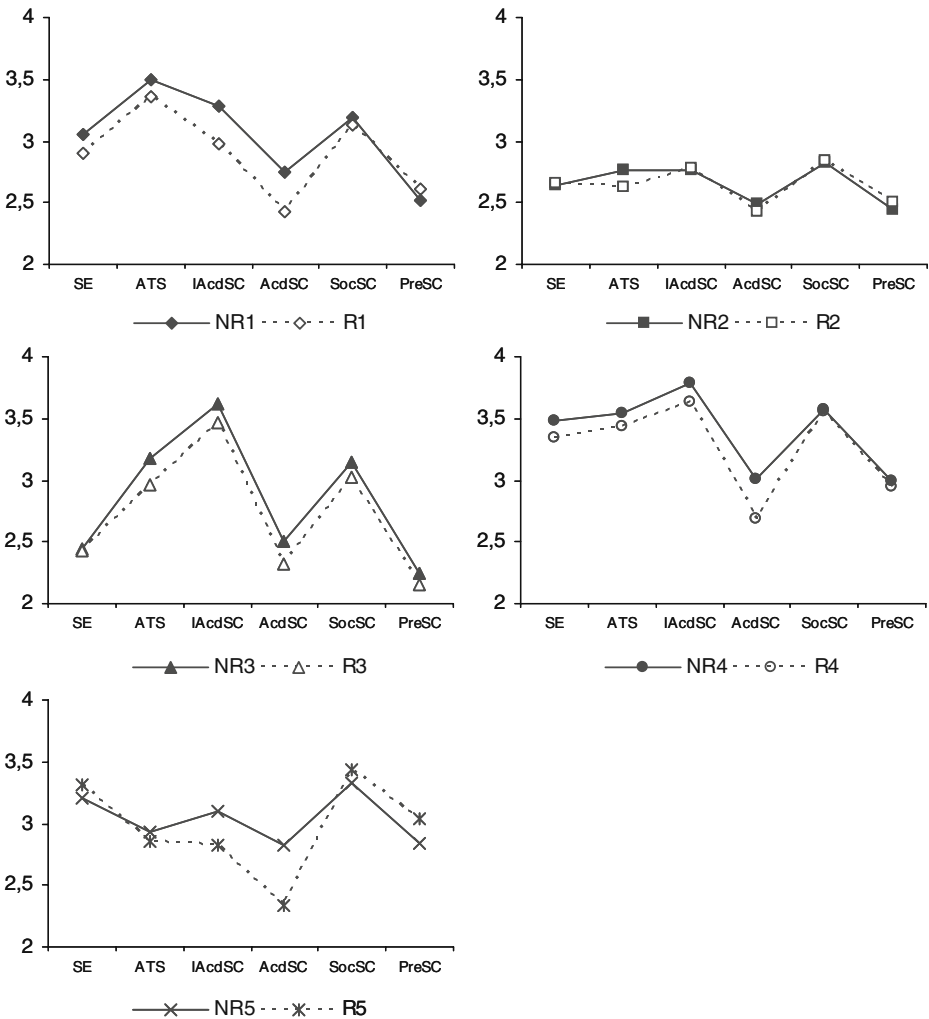 4
3,5
3
2,5
2
SE ATS IAcdSC AcdSC SocSC PreSC
NR1 R1
4
3,5
3
2,5
2
SE ATS IAcdSC AcdSC SocSC PreSC
NR2 R2
4
3,5
3
2,5
2
SE ATS IAcdSC AcdSC SocSC PreSC
NR3 R3
4
3,5
3
2,5
2
SE ATS IAcdSC AcdSC SocSC PreSC
NR4 R4
4
3,5
3
2,5
2
SE ATS IAcdSC AcdSC SocSC PreSC
NR5 R5